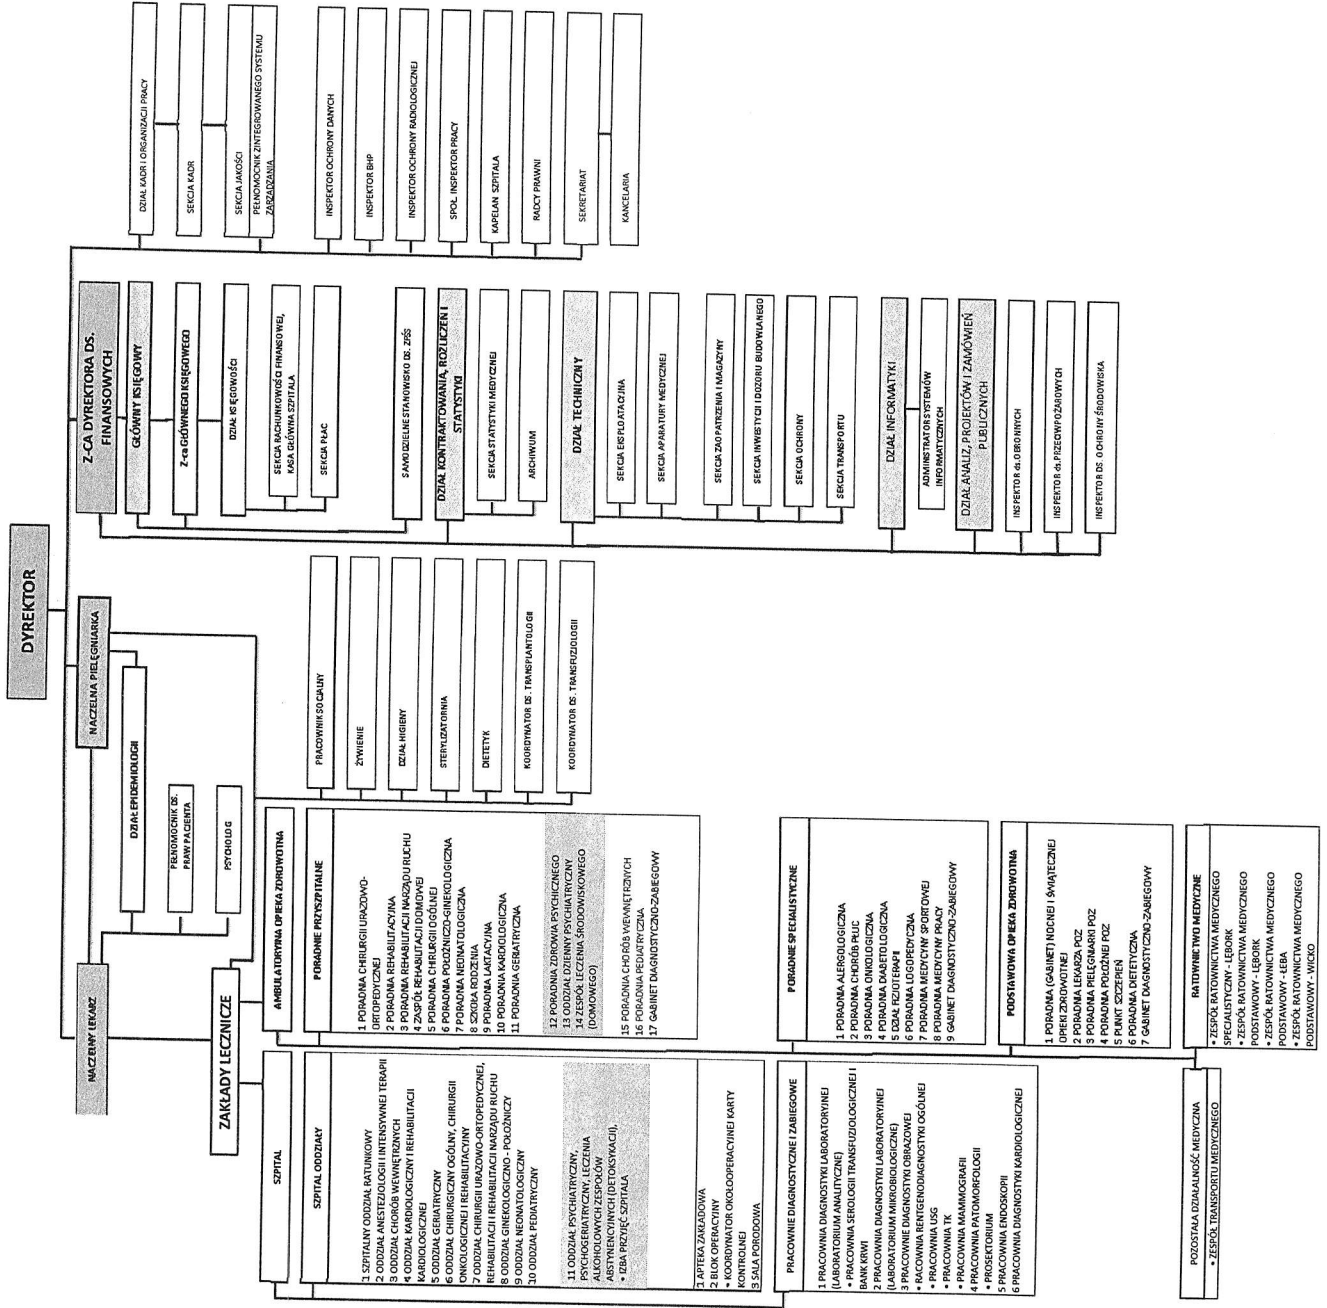 DYREKTOR
NACZELNY LEKARZ
NACZELNA PIELĘGNIARKA
DZIAŁ EPIDEMIOLOGII
PEŁNOMOCNIK DS.
PRAW PACJENTA
PSYCHOLOG
ZAKŁADY LECZNICZE
SZPITAL
SZPITAL ODDZIAŁY
1 SZPITALNY ODDZIAŁ RATUNKOWY
2 ODDZIAŁ ANESTEZJOLOGII I INTENSYWNEJ TERAPII
3 ODDZIAŁ CHORÓB WEWNĘTRZNYCH
4 ODDZIAŁ KARDIOLOGICZNY I REHABILITACJI
KARDIOLOGICZNEJ
5 ODDZIAŁ GERIATRYCZNY
6 ODDZIAŁ CHIRURGICZNY OGÓLNY, CHIRURGII
ONKOLOGICZNEJ I REHABILITACYJNY
7 ODDZIAŁ CHIRURGII URAZOWO-ORTOPEDYCZNEJ,
REHABILITACJI I REHABILITACJI NARZĄDU RUCHU
8 ODDZIAŁ GINEKOLOGICZNO - POŁOŻNICZY
9 ODDZIAŁ NEONATOLOGICZNY
10 ODDZIAŁ PEDIATRYCZNY
11 ODDZIAŁ PSYCHIATRYCZNY,
PSYCHOGERIATRYCZNY, LECZENIA
ALKOHOLOWYCH ZESPOŁÓW
ABSTYNENCYJNYCH (DETOKSYKACJI),
• IZBA PRZYJĘĆ SZPITALA
1 APTEKA ZAKŁADOWA
2 BLOK OPERACYJNY
• KOORDYNATOR OKOŁOOPERACYJNEJ KARTY
KONTROLNEJ
3 SALA PORODOWA
PRACOWNIE DIAGNOSTYCZNE I ZABIEGOWE
1 PRACOWNIA DIAGNOSTYKI LABORATORYJNEJ
(LABORATORIUM ANALITYCZNE)
• PRACOWNIA SEROLOGII TRANSFUZJOLOGICZNEJ I
BANK KRWI
2 PRACOWNIA DIAGNOSTYKI LABORATORYJNEJ
(LABORATORIUM MIKROBIOLOGICZNE)
3 PRACOWNIE DIAGNOSTYKI OBRAZOWEJ
• RACOWNIA RENTGENODIAGNOSTYKI OGÓLNEJ
• PRACOWNIA USG
• PRACOWNIA TK
• PRACOWNIA MAMMOGRAFII
4 PRACOWNIA PATOMORFOLOGII
• PROSEKTORIUM
5 PRACOWNIA ENDOSKOPII
6 PRACOWNIA DIAGNOSTYKI KARDIOLOGICZNEJ
POZOSTAŁA DZIAŁALNOŚĆ MEDYCZNA
• ZESPÓŁ TRANSPORTU MEDYCZNEGO
AMBULATORYJNA OPIEKA ZDROWOTNA
PORADNIE PRZYSZPITALNE
1 PORADNIA CHIRURGII URAZOWO-
ORTOPEDYCZNEJ
2 PORADNIA REHABILITACYJNA
3 PORADNIA REHABILITACJI NARZĄDU RUCHU
4 ZASPÓŁ REHABILITACJI DOMOWEJ
5 PORADNIA CHIRURGII OGÓLNEJ
6 PORADNIA POŁOŻNICZO-GINEKOLOGICZNA
7 PORADNIA NEONATOLOGICZNA
8 SZKOŁA RODZENIA
9 PORADNIA LAKTACYJNA
10 PORADNIA KARDIOLOGICZNA
11 PORADNIA GERIATRYCZNA
12 PORADNIA ZDROWIA PSYCHICZNEGO
13 ODDZIAŁ DZIENNY PSYCHIATRYCZNY
14 ZESPÓŁ LECZENIA ŚRODOWISKOWEGO
(DOMOWEGO)
15 PORADNIA CHORÓB WEWNĘTRZNYCH
16 PORADNIA PEDIATRYCZNA
17 GABINET DIAGNOSTYCZNO-ZABIEGOWY
PORADNIE SPECJALISTYCZNE
1 PORADNIA ALERGOLOGICZNA
2 PORADNIA CHORÓB PŁUC
3 PORADNIA ONKOLOGICZNA
4 PORADNIA DIABETOLOGICZNA
5 DZIAŁ FIZJOTERAPII
6 PORADNIA LOGOPEDYCZNA
7 PORADNIA MEDYCYNY SPORTOWEJ
8 PORADNIA MEDYCYNY PRACY
9 GABINET DIAGNOSTYCZNO-ZABIEGOWY
PODSTAWOWA OPIEKA ZDROWOTNA
1 PORADNIA (GABINET) NOCNEJ I ŚWIĄTECZNEJ
OPIEKI ZDROWOTNEJ
2 PORADNIA LEKARZA POZ
3 PORADNIA PIELĘGNIARKI POZ
4 PORADNIA POŁOŻNEJ POZ
5 PUNKT SZCZEPIEŃ
6 PORADNIA DIETETYCZNA
7 GABINET DIAGNOSTYCZNO-ZABIEGOWY
RATOWNICTWO MEDYCZNE
• ZESPÓŁ RATOWNICTWA MEDYCZNEGO
SPECJALISTYCZNY - LĘBORK
• ZESPÓŁ RATOWNICTWA MEDYCZNEGO
PODSTAWOWY - LĘBORK
• ZESPÓŁ RATOWNICTWA MEDYCZNEGO
PODSTAWOWY - ŁEBA
• ZESPÓŁ RATOWNICTWA MEDYCZNEGO
PODSTAWOWY - WICKO
PRACOWNIK SOCJALNY
ŻYWIENIE
DZIAŁ HIGIENY
STERYLIZATORNIA
DIETETYK
KOORDYNATOR DS. TRANSPLANTOLOGII
KOORDYNATOR DS. TRANSFUZJOLOGII
Z-CA DYREKTORA DS.
FINANSOWYCH
GŁÓWNY KSIĘGOWY
Z-ca GŁÓWNEGO KSIĘGOWEGO
DZIAŁ KSIĘGOWOŚCI
SEKCJA RACHUNKOWOŚCI FINANSOWEJ,
KASA GŁÓWNA SZPITALA
SEKCJA PŁAC
SAMODZIELNE STANOWISKO DS. ZFŚS
DZIAŁ KONTRAKTOWANIA, ROZLICZEŃ I
STATYSTYKI
SEKCJA STATYSTYKI MEDYCZNEJ
ARCHIWUM
DZIAŁ TECHNICZNY
SEKCJA EKSPLOATACYJNA
SEKCJA APARATURY MEDYCZNEJ
SEKCJA ZAOPATRZENIA I MAGAZYNY
SEKCJA INWESTYCJI I DOZORU BUDOWLANEGO
SEKCJA OCHRONY
SEKCJA TRANSPORTU
DZIAŁ INFORMATYKI
ADMINISTRATOR SYSTEMÓW
INFORMATYCZNYCH
DZIAŁ ANALIZ, PROJEKTÓW I ZAMÓWIEŃ
PUBLICZNYCH
INSPEKTOR ds. OBRONNYCH
INSPEKTOR ds. PRZECIWPOŻAROWYCH
INSPEKTOR DS. OCHRONY ŚRODOWISKA
DZIAŁ KADR I ORGANIZACJI PRACY
SEKCJA KADR
SEKCJA JAKOŚCI
PEŁNOMOCNIK ZINTEGROWANEGO SYSTEMU
ZARZĄDZANIA
INSPEKTOR OCHRONY DANYCH
INSPEKTOR BHP
INSPEKTOR OCHRONY RADIOLOGICZNEJ
SPOŁ. INSPEKTOR PRACY
KAPELAN SZPITALA
RADCY PRAWNI
SEKRETARIAT
KANCELARIA